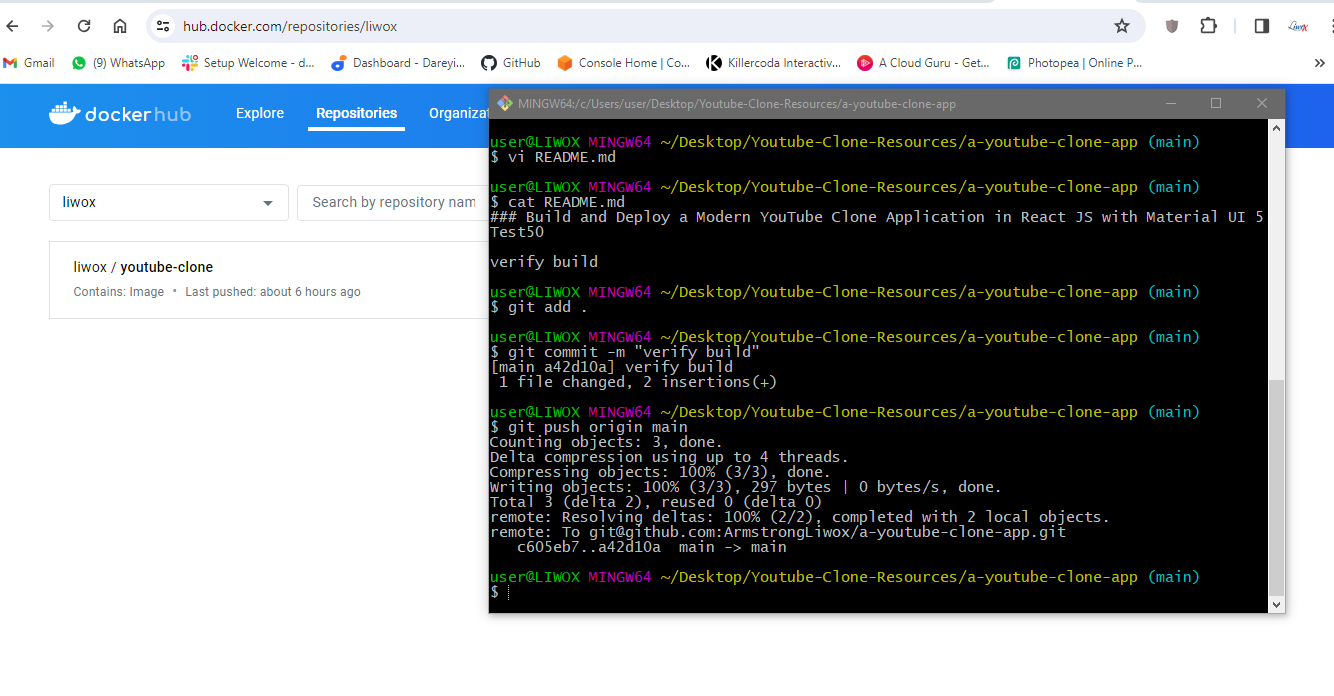 hub.docker.com/repositories/liwox
Liwox
Gmail
(9) WhatsApp
Setup Welcome - d...
Dashboard - Dareyi...
GitHub
Console Home | Co...
Killercoda Interactiv...
A Cloud Guru - Get...
Photopea | Online P...
»
docker hub
Explore
Repositories
Organizat
liwox
Search by repository nam
liwox / youtube-clone
Contains: Image • Last pushed: about 6 hours ago
MINGW64:/c/Users/user/Desktop/Youtube-Clone-Resources/a-youtube-clone-app
user@LIWOX MINGW64 ~/Desktop/Youtube-Clone-Resources/a-youtube-clone-app (main)
$ vi README.md
user@LIWOX MINGW64 ~/Desktop/Youtube-Clone-Resources/a-youtube-clone-app (main)
$ cat README.md
### Build and Deploy a Modern YouTube Clone Application in React JS with Material UI 5
Test50
verify build
user@LIWOX MINGW64 ~/Desktop/Youtube-Clone-Resources/a-youtube-clone-app (main)
$ git add .
user@LIWOX MINGW64 ~/Desktop/Youtube-Clone-Resources/a-youtube-clone-app (main)
$ git commit -m "verify build"
[main a42d10a] verify build
 1 file changed, 2 insertions(+)
user@LIWOX MINGW64 ~/Desktop/Youtube-Clone-Resources/a-youtube-clone-app (main)
$ git push origin main
Counting objects: 3, done.
Delta compression using up to 4 threads.
Compressing objects: 100% (3/3), done.
Writing objects: 100% (3/3), 297 bytes | 0 bytes/s, done.
Total 3 (delta 2), reused 0 (delta 0)
remote: Resolving deltas: 100% (2/2), completed with 2 local objects.
remote: To git@github.com:ArmstrongLiwox/a-youtube-clone-app.git
   c605eb7..a42d10a  main -> main
user@LIWOX MINGW64 ~/Desktop/Youtube-Clone-Resources/a-youtube-clone-app (main)
$